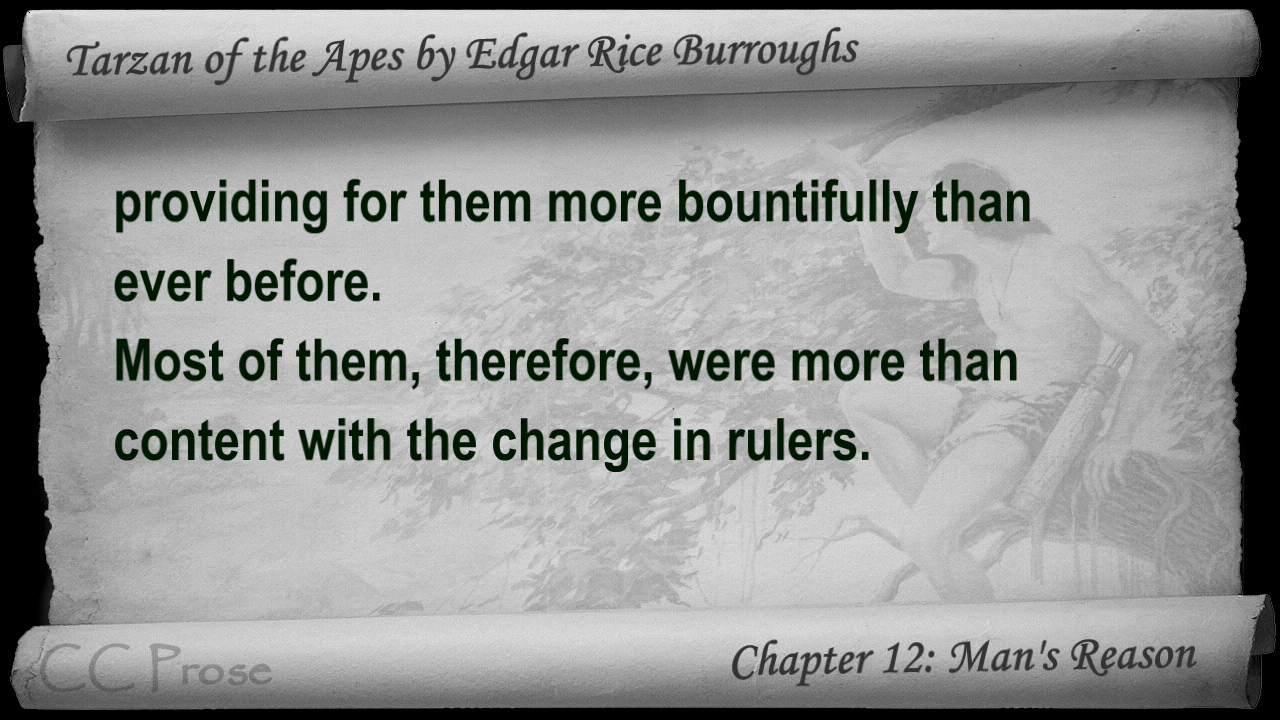 Tarzan of the Apes by Edgar Rice Burroughs
providing for them more bountifully than
ever before.
Most of them, therefore, were more than
content with the change in rulers.
CC Prose
Chapter 12: Man's Reason